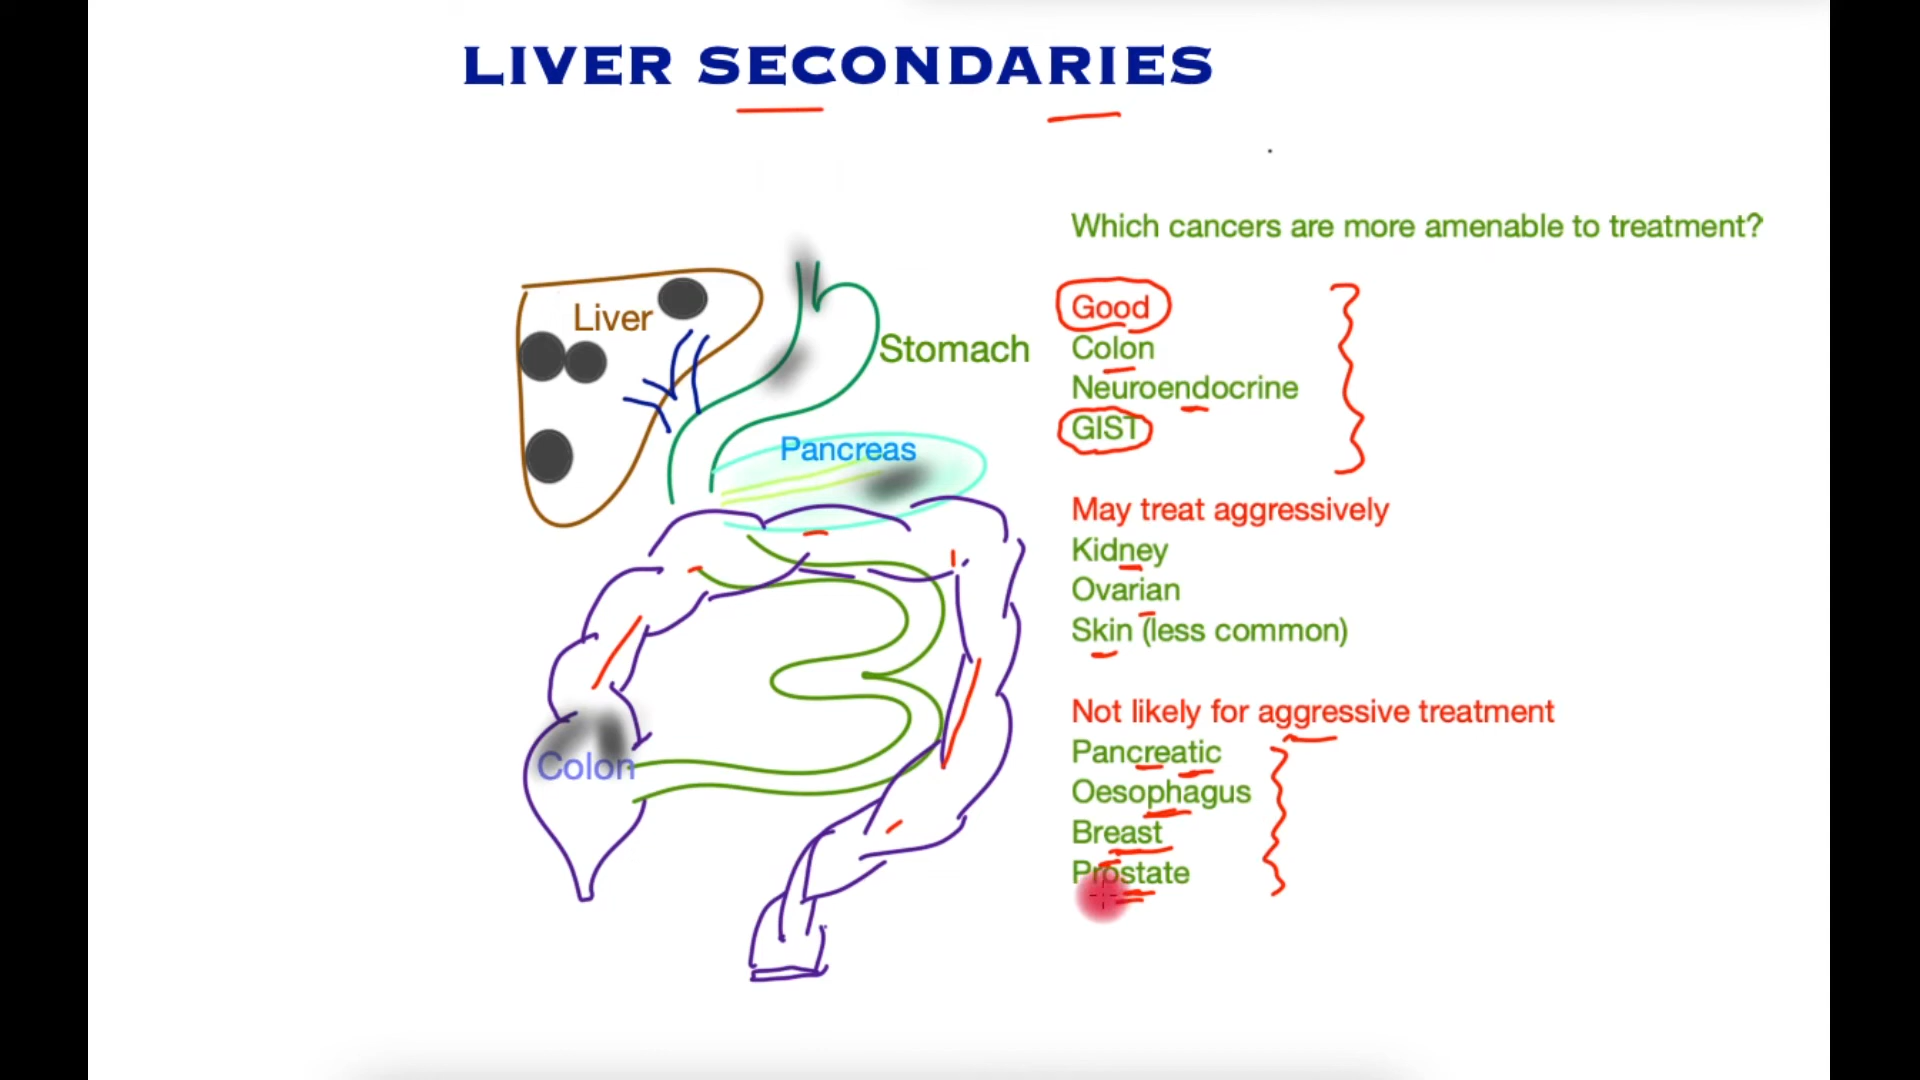 LIVER SECONDARIES
Which cancers are more amenable to treatment?
Liver
Stomach
Pancreas
Colon
Good
Colon
Neuroendocrine
GIST
May treat aggressively
Kidney
Ovarian
Skin (less common)
Not likely for aggressive treatment
Pancreatic
Oesophagus
Breast
Prostate